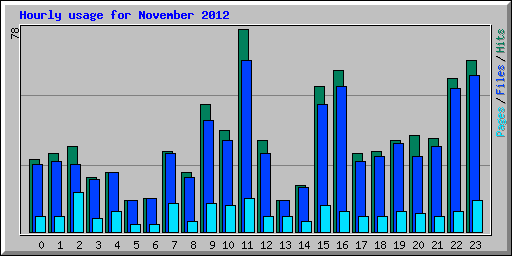 Hourly usage for November 2012
78
Pages/Files/Hits
0 1 2 3 4 5 6 7 8 9 10 11 12 13 14 15 16 17 18 19 20 21 22 23